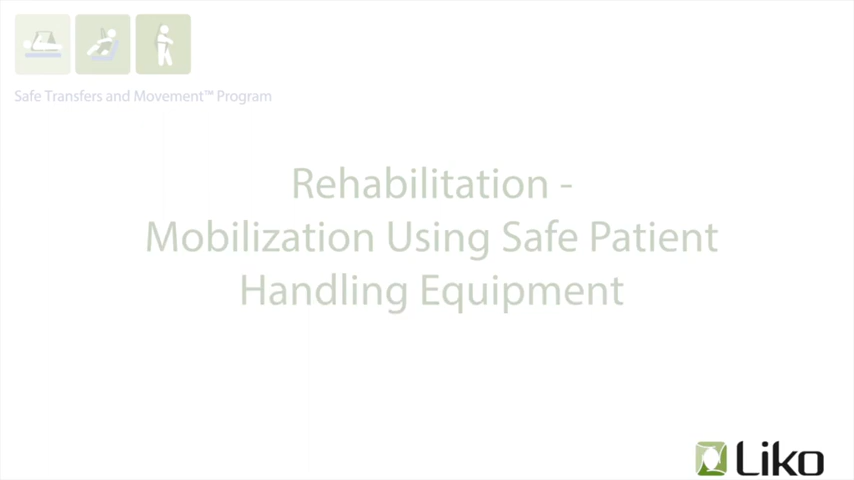 Safe Transfers and Movement™ Program
Rehabilitation -
Mobilization Using Safe Patient
Handling Equipment
Liko